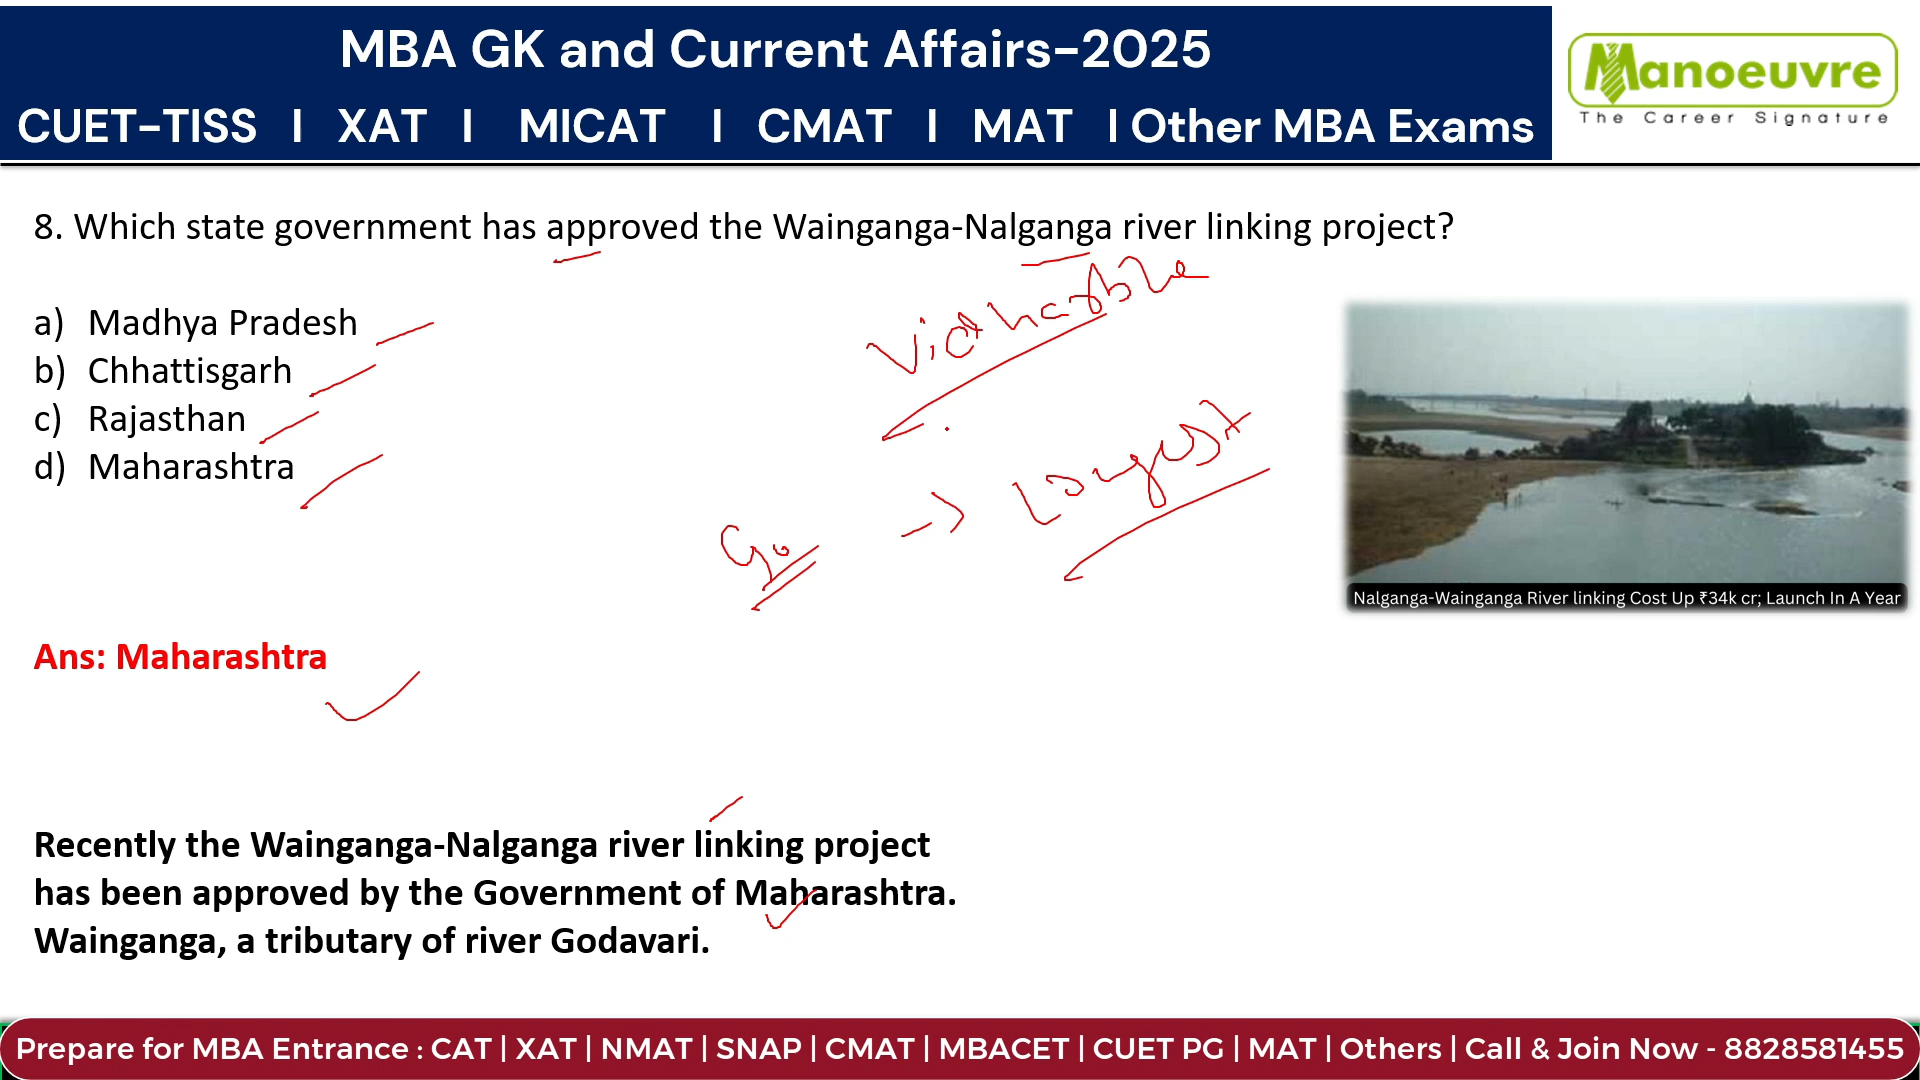 MBA GK and Current Affairs-2025
CUET-TISS I XAT I MICAT I CMAT I MAT I Other MBA Exams
Manoeuvre
The Career Signature
8. Which state government has approved the Wainganga-Nalganga river linking project?
Vidharbha
a) Madhya Pradesh
b) Chhattisgarh
c) Rajasthan
d) Maharashtra
Go → Longest
Nalganga-Wainganga River linking Cost Up ₹34k cr; Launch In A Year
Ans: Maharashtra
Recently the Wainganga-Nalganga river linking project
has been approved by the Government of Maharashtra.
Wainganga, a tributary of river Godavari.
Prepare for MBA Entrance : CAT | XAT | NMAT | SNAP | CMAT | MBACET | CUET PG | MAT | Others | Call & Join Now - 8828581455